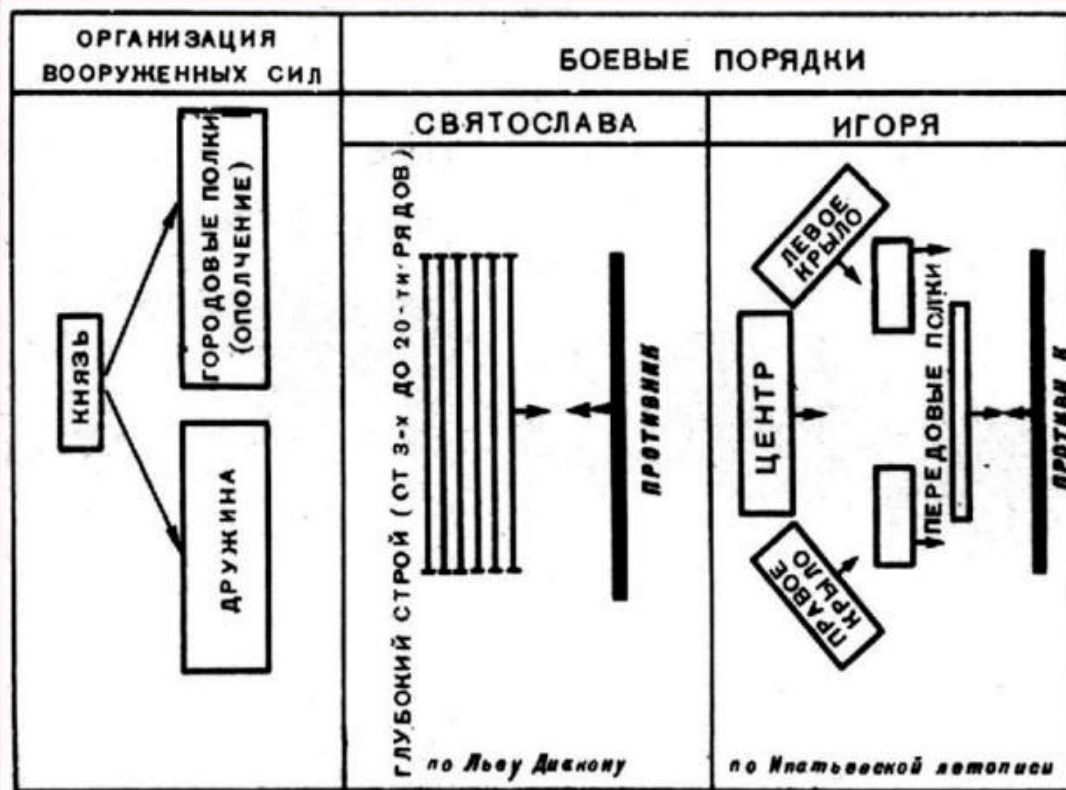 ОРГАНИЗАЦИЯ
ВООРУЖЕННЫХ СИЛ
БОЕВЫЕ ПОРЯДКИ
СВЯТОСЛАВА
ИГОРЯ
КНЯЗЬ
ГОРОДОВЫЕ ПОЛКИ
(ОПОЛЧЕНИЕ)
ДРУЖИНА
ГЛУБОКИЙ СТРОЙ (ОТ 3-х ДО 20-ти РЯДОВ)
ПРОТИВНИК
по Льву Диакону
ЛЕВОЕ
КРЫЛО
ЦЕНТР
ПРАВОЕ
КРЫЛО
ПЕРЕДОВЫЕ ПОЛКИ
ПРОТИВН К
по Ипатьевской летописи